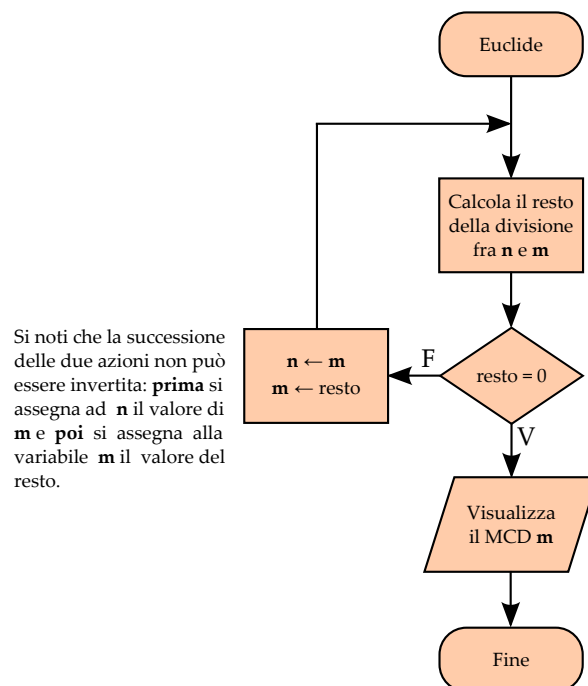 Euclide
Calcola il resto
della divisione
fra n e m
Si noti che la successione
delle due azioni non può
essere invertita: prima si
assegna ad n il valore di
m e poi si assegna alla
variabile m il valore del
resto.
n ← m
m ← resto
F
resto = 0
V
Visualizza
il MCD m
Fine